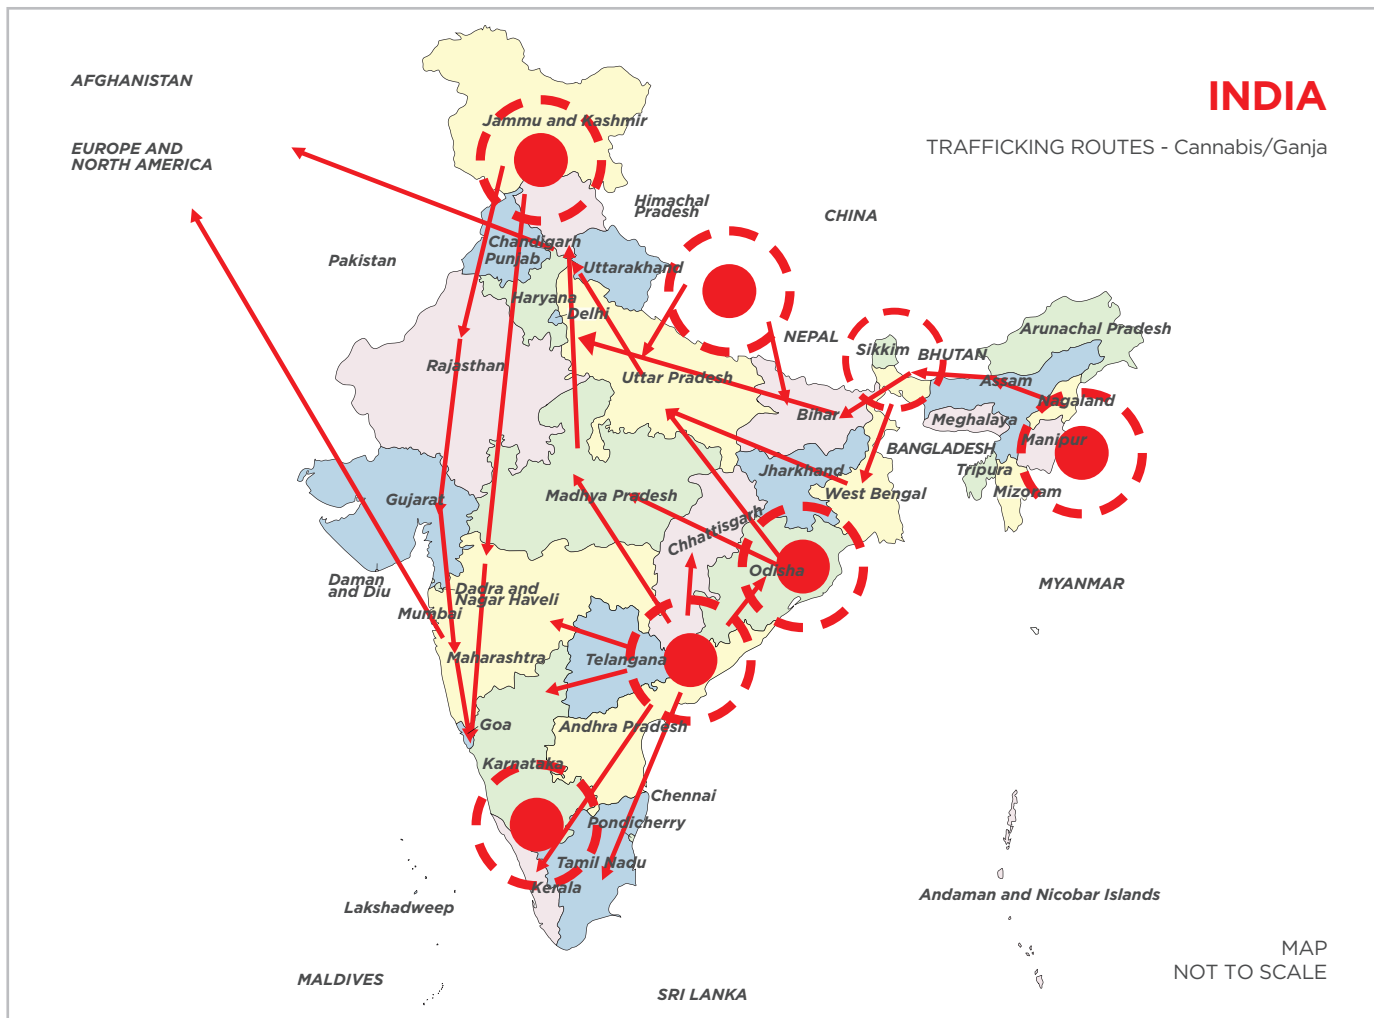 AFGHANISTAN
INDIA
Jammu and Kashmir
TRAFFICKING ROUTES - Cannabis/Ganja
EUROPE AND
NORTH AMERICA
Himachal
Pradesh
CHINA
Chandigarh
Punjab
Pakistan
Uttarakhand
Haryana
Delhi
NEPAL
Sikkim
BHUTAN
Arunachal Pradesh
Rajasthan
Uttar Pradesh
Assam
Nagaland
Bihar
Meghalaya
Manipur
BANGLADESH
Jharkhand
Tripura
Gujarat
Madhya Pradesh
West Bengal
Mizoram
Chhattisgarh
Odisha
Daman
and Diu
Dadra and
Nagar Haveli
MYANMAR
Mumbai
Maharashtra
Telangana
Goa
Andhra Pradesh
Karnataka
Chennai
Pondicherry
Tamil Nadu
Kerala
Andaman and Nicobar Islands
Lakshadweep
MAP
NOT TO SCALE
MALDIVES
SRI LANKA